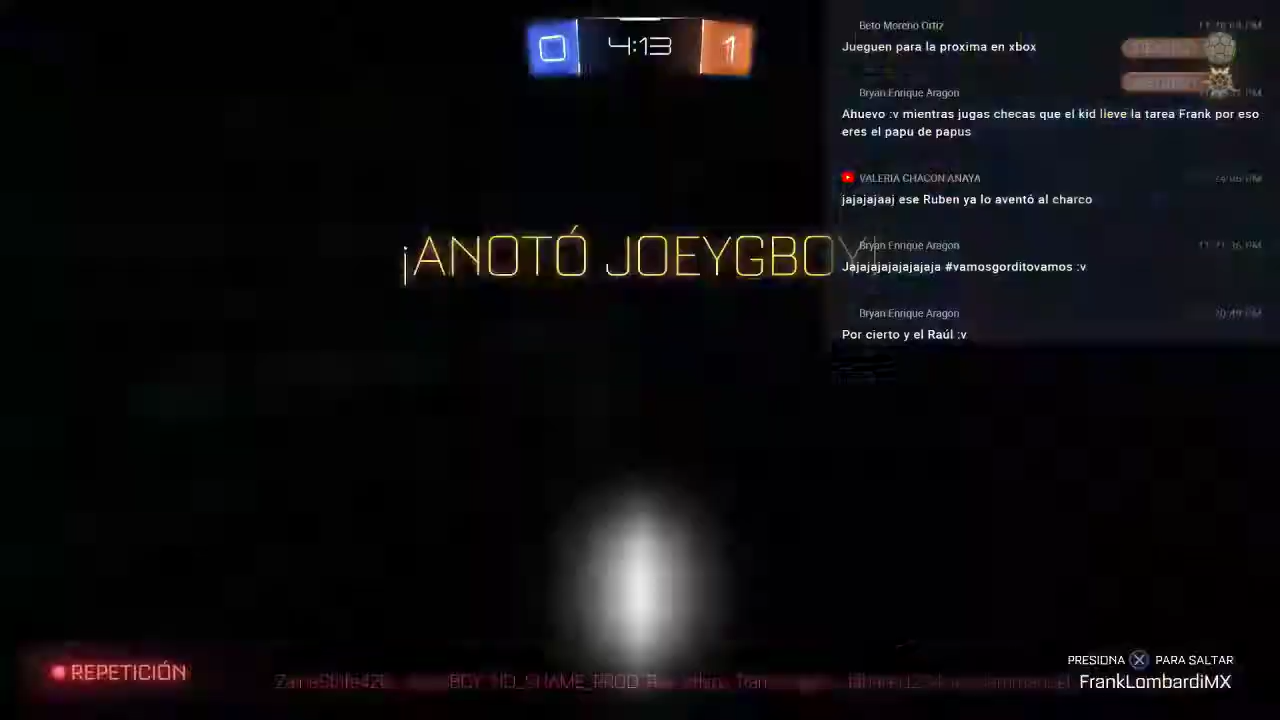 0 4:13 1
Beto Moreno Ortiz
Jueguen para la proxima en xbox
Bryan Enrique Aragon
Ahuevo :v mientras jugas checas que el kid lleve la tarea Frank por eso
eres el papu de papus
VALERIA CHACON ANAYA
jajajajaaj ese Ruben ya lo aventó al charco
¡ANOTÓ JOEYGBOY!
Bryan Enrique Aragon
Jajajajajajajajaja #vamosgorditovamos :v
Bryan Enrique Aragon
Por cierto y el Raúl :v
PRESIONA PARA SALTAR
REPETICIÓN
FrankLombardiMX